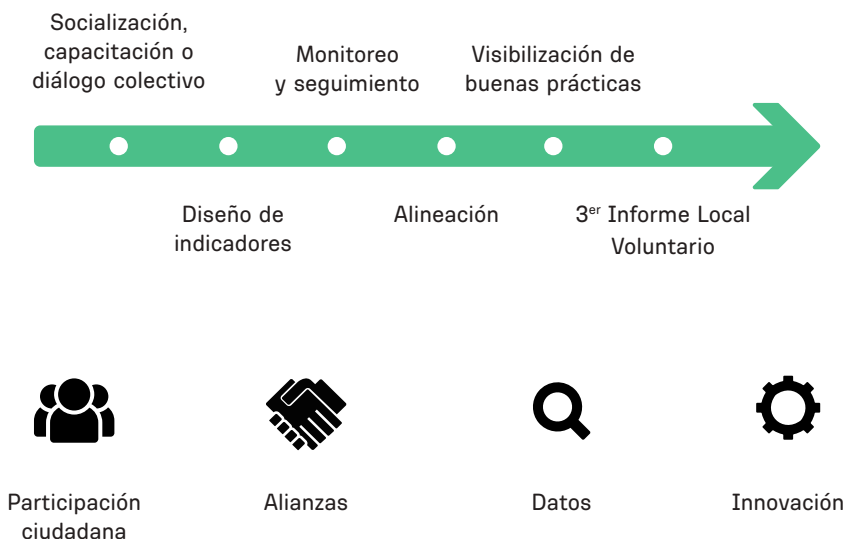 Socialización,
capacitación o
diálogo colectivo
Monitoreo
y seguimiento
Visibilización de
buenas prácticas
Diseño de
indicadores
Alineación
3er Informe Local
Voluntario
Participación
ciudadana
Alianzas
Datos
Innovación